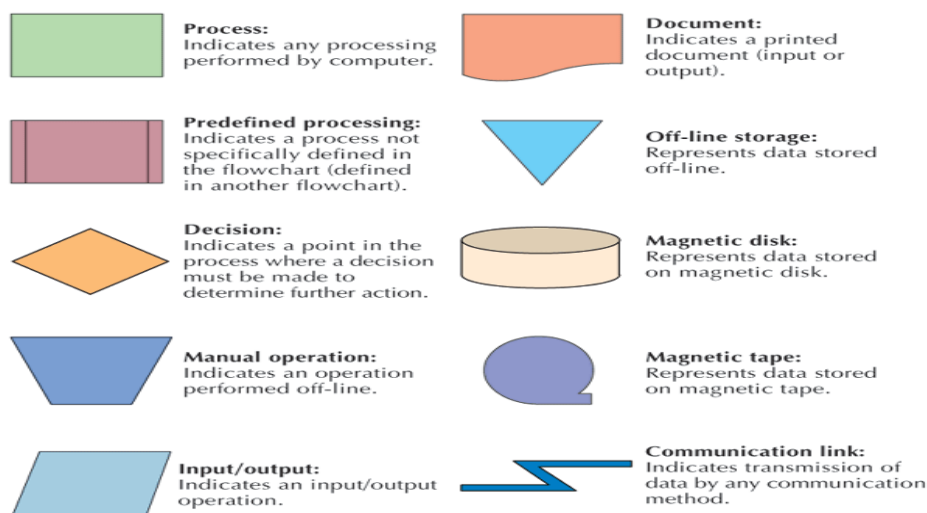 Process:
Indicates any processing
performed by computer.
Predefined processing:
Indicates a process not
specifically defined in
the flowchart (defined
in another flowchart).
Decision:
Indicates a point in the
process where a decision
must be made to
determine further action.
Manual operation:
Indicates an operation
performed off-line.
Input/output:
Indicates an input/output
operation.
Document:
Indicates a printed
document (input or
output).
Off-line storage:
Represents data stored
off-line.
Magnetic disk:
Represents data stored
on magnetic disk.
Magnetic tape:
Represents data stored
on magnetic tape.
Communication link:
Indicates transmission of
data by any communication
method.